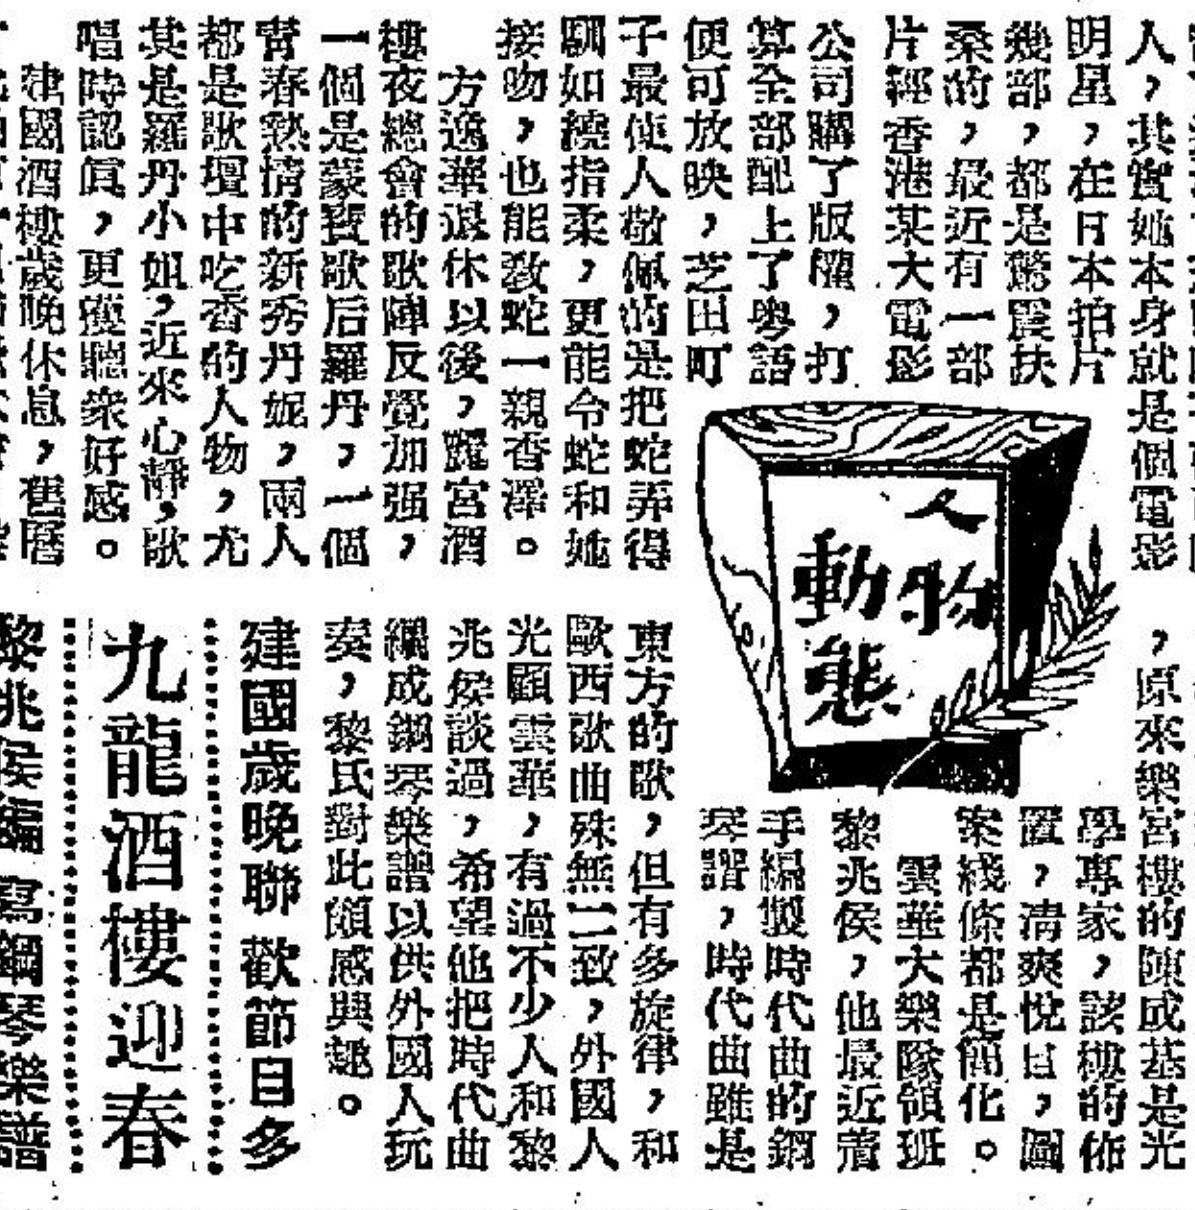 人，其實她本身就是個電影
明星，在日本拍片
幾部，都是驚震扶
桑的，最近有一部
片經香港某大電影
公司購了版權，打
算全部配上了粤語
便可放映，芝田町
子最使人敬佩的是把蛇弄得
馴如繞指柔，更能令蛇和她
接吻，也能教蛇一親香澤。
方逸華退休以後，麗宮酒
樓夜總會的歌陣反覺加强，
一個是蒙寶歌后羅丹，一個
青春熱情的新秀丹妮，兩人
都是歌壇中吃香的人物，尤
其是羅丹小姐，近來心靜，歌
唱時認眞，更獲聽衆好感。
建國酒樓歲晚休息，舊曆
人物
動態
，原來樂宮樓的陳成基是光
學專家，該樓的佈
置，清爽悅目，圖
案綫條都是簡化。
雲華大樂隊領班
黎兆侯，他最近着
手編製時代曲的鋼
琴譜，時代曲雖是
東方的歌，但有多旋律，和
歐西歌曲殊無二致，外國人
光顧雲華，有過不少人和黎
兆侯談過，希望他把時代曲
編成鋼琴樂譜以供外國人玩
奏，黎氏對此頗感興趣。
建國歲晚聯歡節目多
九龍酒樓迎春
黎兆侯編寫鋼琴樂譜